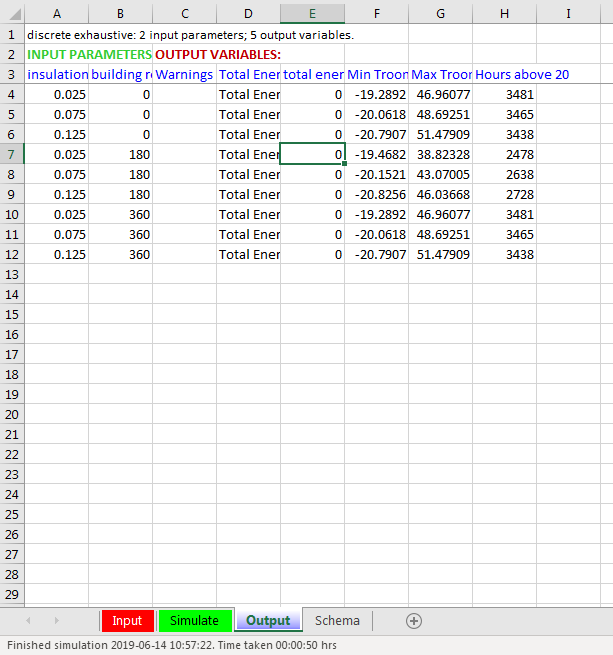 A B C D E F G H I
1 discrete exhaustive: 2 input parameters; 5 output variables.
2 INPUT PARAMETERS OUTPUT VARIABLES:
3 insulation building r Warnings Total Ener total ener Min Troon Max Troor Hours above 20
4 0.025 0 Total Ener 0 -19.2892 46.96077 3481
5 0.075 0 Total Ener 0 -20.0618 48.69251 3465
6 0.125 0 Total Ener 0 -20.7907 51.47909 3438
7 0.025 180 Total Ener 0 -19.4682 38.82328 2478
8 0.075 180 Total Ener 0 -20.1521 43.07005 2638
9 0.125 180 Total Ener 0 -20.8256 46.03668 2728
10 0.025 360 Total Ener 0 -19.2892 46.96077 3481
11 0.075 360 Total Ener 0 -20.0618 48.69251 3465
12 0.125 360 Total Ener 0 -20.7907 51.47909 3438
13
14
15
16
17
18
19
20
21
22
23
24
25
26
27
28
29
Input Simulate Output Schema
Finished simulation 2019-06-14 10:57:22. Time taken 00:00:50 hrs